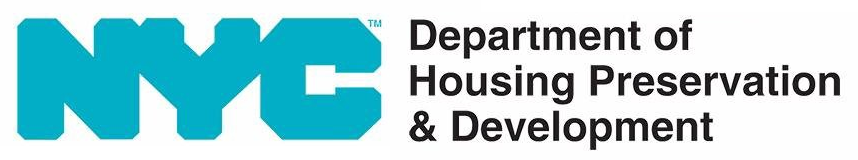 NYC™
Department of
Housing Preservation
& Development